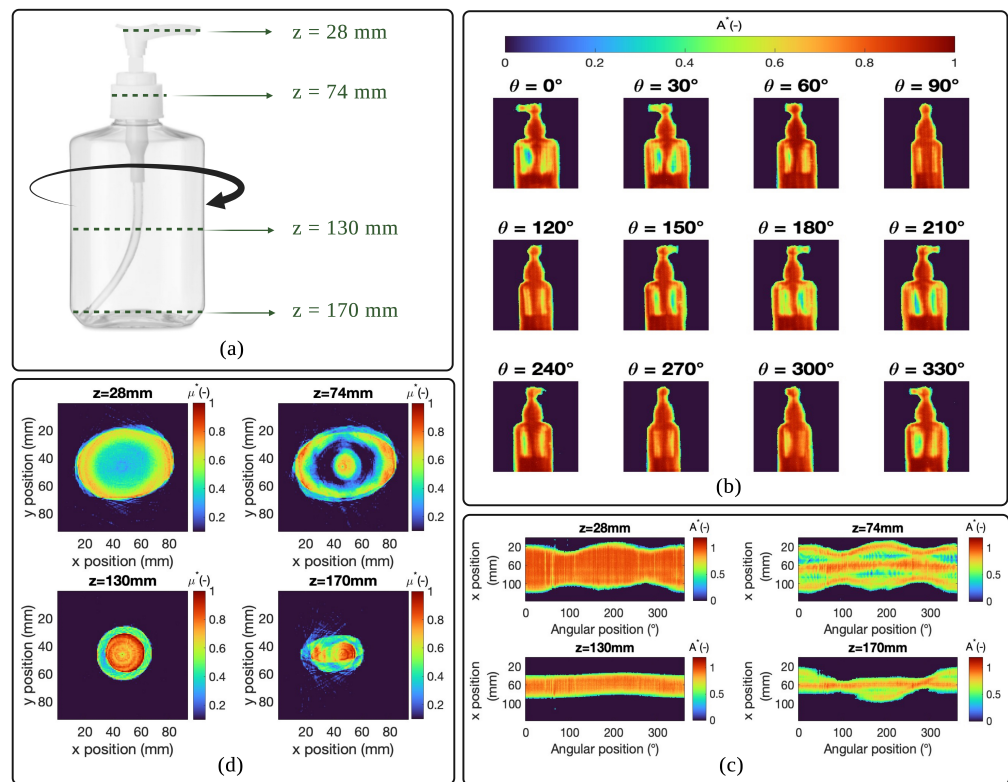 z = 28 mm
z = 74 mm
z = 130 mm
z = 170 mm
(a)
A*(-)
0 0.2 0.4 0.6 0.8 1
θ = 0° θ = 30° θ = 60° θ = 90°
θ = 120° θ = 150° θ = 180° θ = 210°
θ = 240° θ = 270° θ = 300° θ = 330°
(b)
z=28mm μ*(-) z=74mm μ*(-)
y position (mm)
20
40
60
80
20 40 60 80
x position (mm)
1
0.8
0.6
0.4
0.2
y position (mm)
20
40
60
80
20 40 60 80
x position (mm)
1
0.8
0.6
0.4
0.2
z=130mm μ*(-) z=170mm μ*(-)
y position (mm)
20
40
60
80
20 40 60 80
x position (mm)
1
0.8
0.6
0.4
0.2
y position (mm)
20
40
60
80
20 40 60 80
x position (mm)
1
0.8
0.6
0.4
0.2
(d)
z=28mm A*(-) z=74mm A*(-)
x position
(mm)
20
60
100
0 100 200 300
Angular position (°)
1
0.5
0
x position
(mm)
20
60
100
0 100 200 300
Angular position (°)
1
0.5
0
z=130mm A*(-) z=170mm A*(-)
x position
(mm)
20
60
100
0 100 200 300
Angular position (°)
1
0.5
0
x position
(mm)
20
60
100
0 100 200 300
Angular position (°)
1
0.5
0
(c)